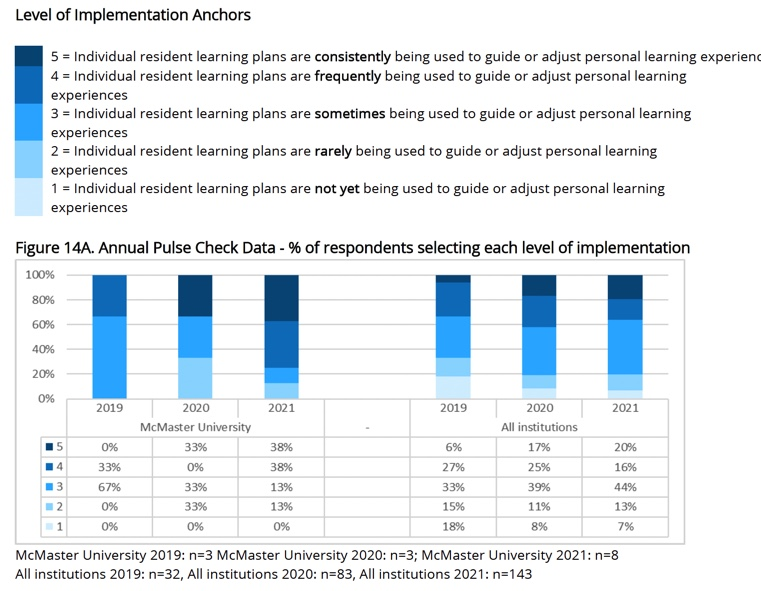 Level of Implementation Anchors
5 = Individual resident learning plans are consistently being used to guide or adjust personal learning experienc
4 = Individual resident learning plans are frequently being used to guide or adjust personal learning
experiences
3 = Individual resident learning plans are sometimes being used to guide or adjust personal learning
experiences
2 = Individual resident learning plans are rarely being used to guide or adjust personal learning
experiences
1 = Individual resident learning plans are not yet being used to guide or adjust personal learning
experiences
Figure 14A. Annual Pulse Check Data - % of respondents selecting each level of implementation
100%
80%
60%
40%
20%
0%
2019 2020 2021 2019 2020 2021
McMaster University - All institutions
5 0% 33% 38% 6% 17% 20%
4 33% 0% 38% 27% 25% 16%
3 67% 33% 13% 33% 39% 44%
2 0% 33% 13% 15% 11% 13%
1 0% 0% 0% 18% 8% 7%
McMaster University 2019: n=3 McMaster University 2020: n=3; McMaster University 2021: n=8
All institutions 2019: n=32, All institutions 2020: n=83, All institutions 2021: n=143